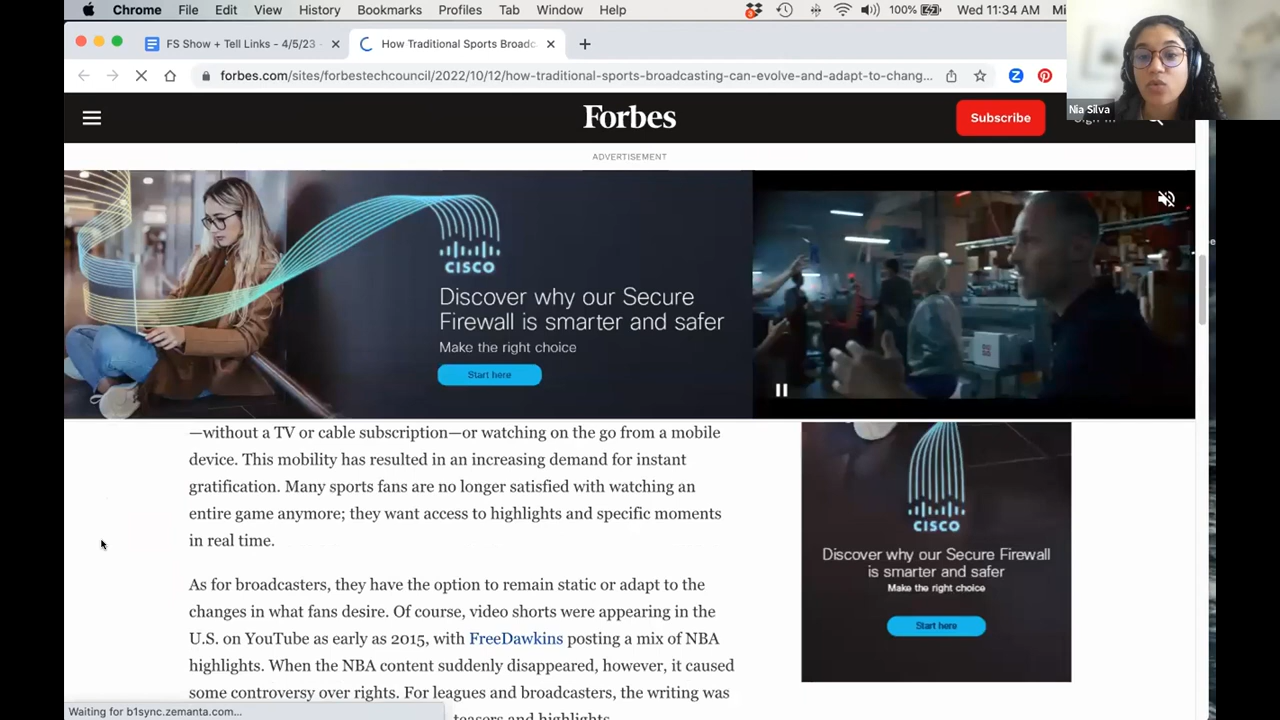 Chrome File Edit View History Bookmarks Profiles Tab Window Help 100% Wed 11:34 AM
FS Show + Tell Links - 4/5/23 -
How Traditional Sports Broadc
forbes.com/sites/forbestechcouncil/2022/10/12/how-traditional-sports-broadcasting-can-evolve-and-adapt-to-chang...
Nia Silva
Forbes
Subscribe
ADVERTISEMENT
CISCO
Discover why our Secure
Firewall is smarter and safer
Make the right choice
Start here
—without a TV or cable subscription—or watching on the go from a mobile
device. This mobility has resulted in an increasing demand for instant
gratification. Many sports fans are no longer satisfied with watching an
entire game anymore; they want access to highlights and specific moments
in real time.
As for broadcasters, they have the option to remain static or adapt to the
changes in what fans desire. Of course, video shorts were appearing in the
U.S. on YouTube as early as 2015, with FreeDawkins posting a mix of NBA
highlights. When the NBA content suddenly disappeared, however, it caused
some controversy over rights. For leagues and broadcasters, the writing was
teasers and highlights.
CISCO
Discover why our Secure Firewall
is smarter and safer
Make the right choice
Start here
Waiting for b1sync.zemanta.com...